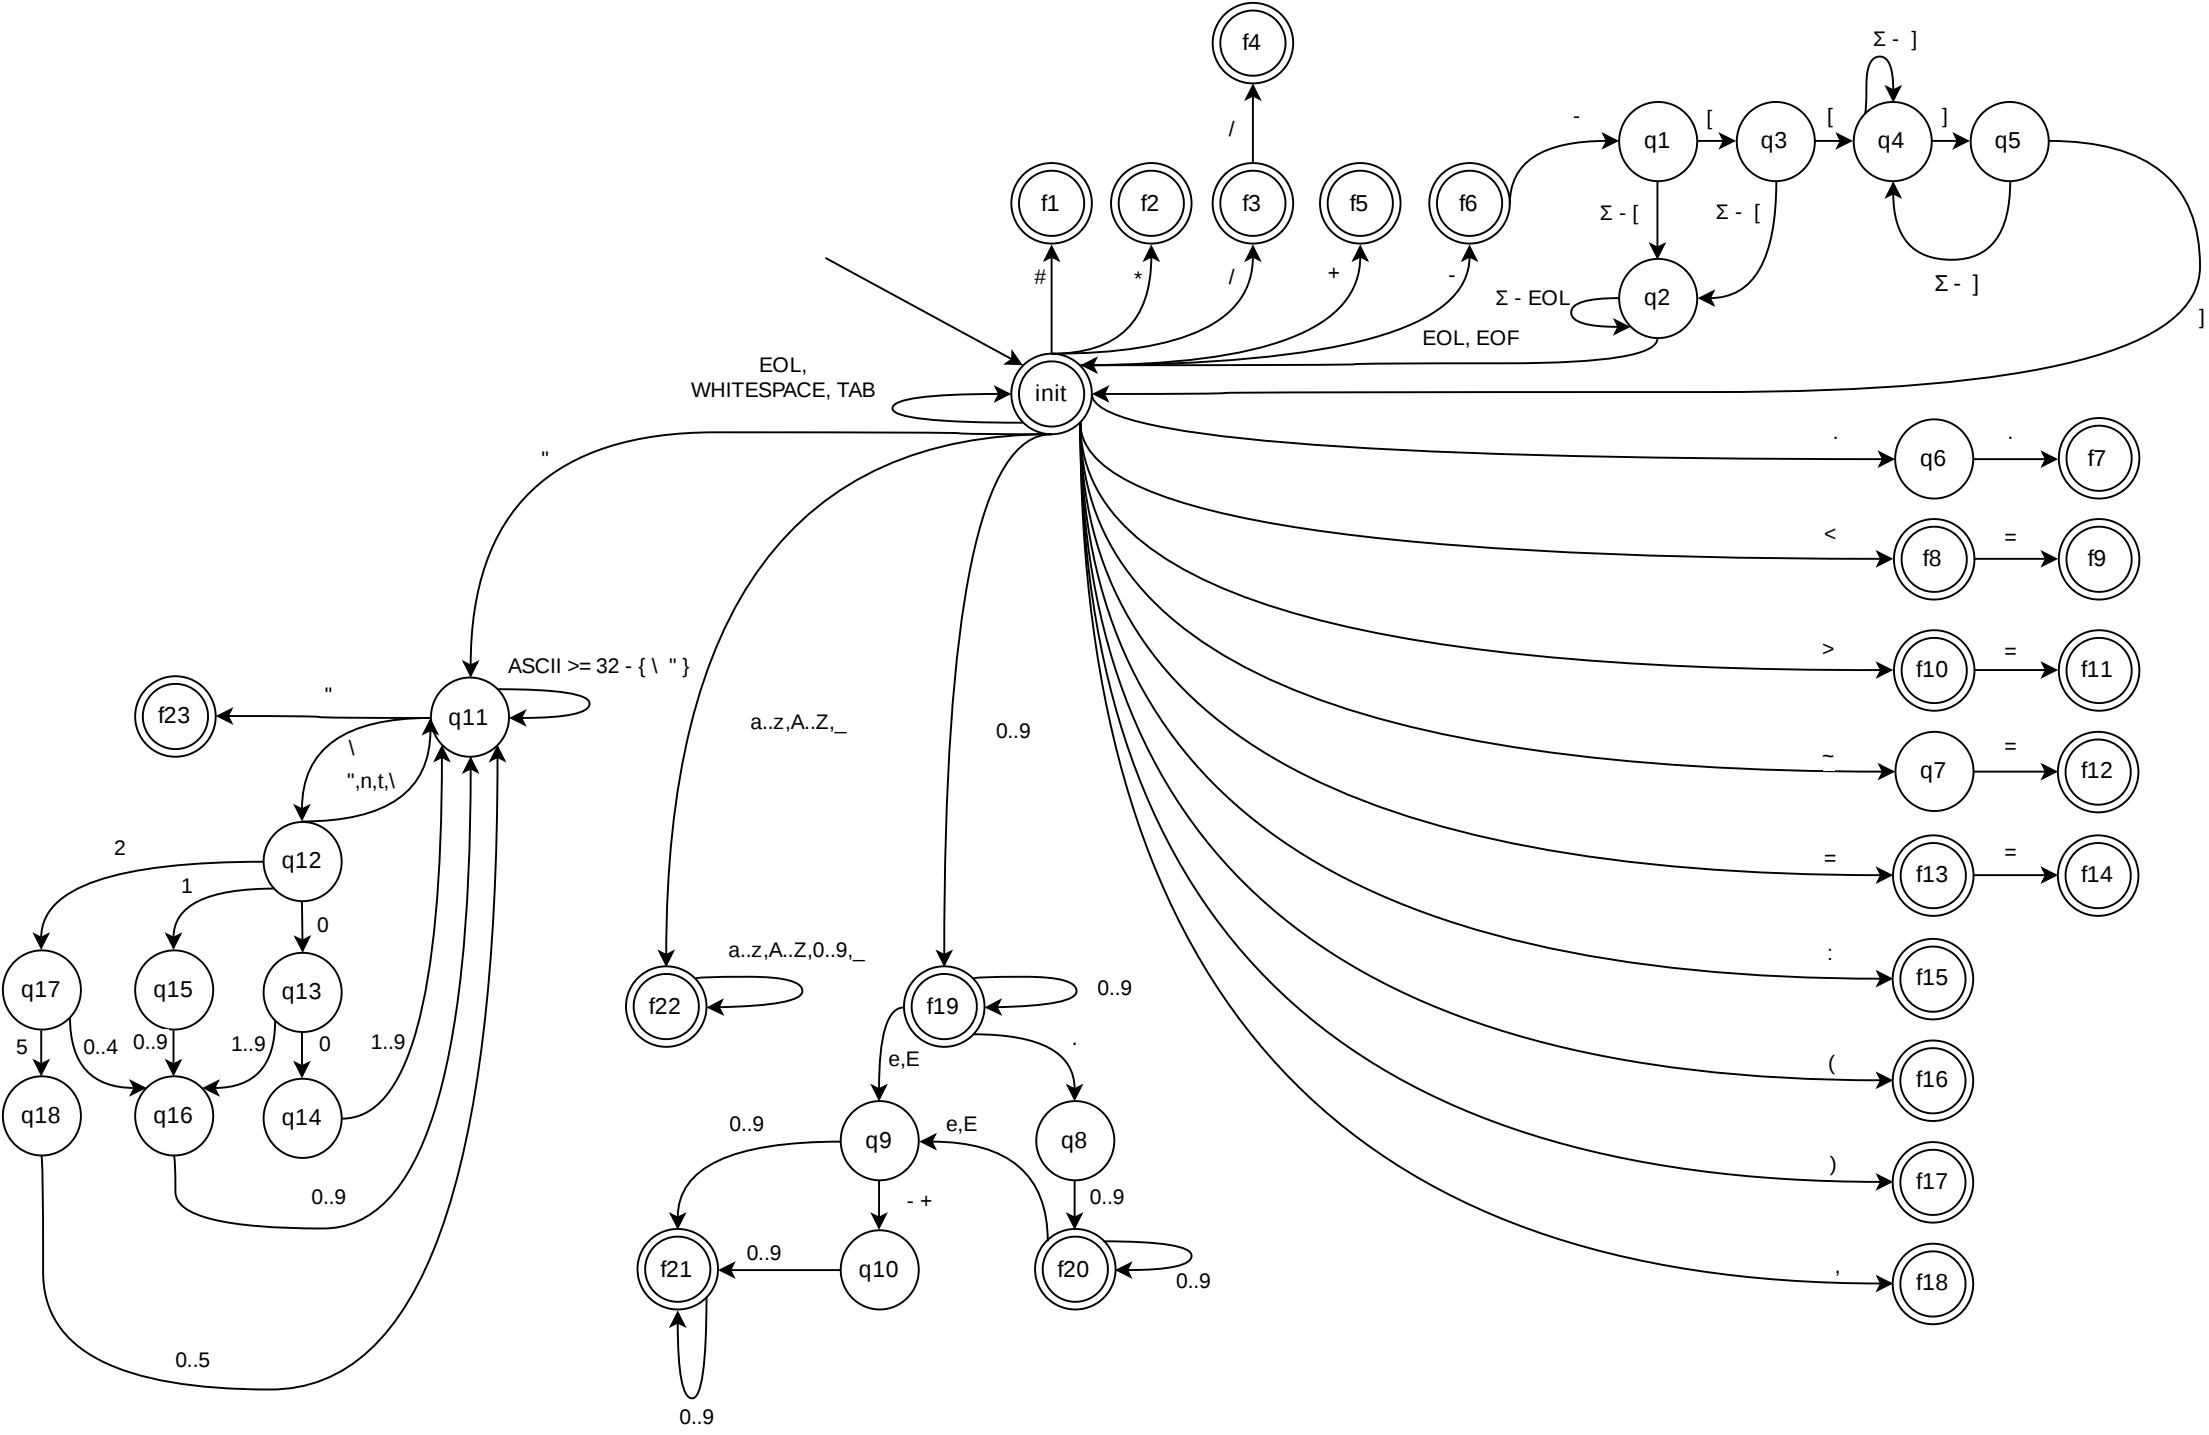 f4
Σ - ]
/
-
[
[
]
q1
q3
q4
q5
f1
f2
f3
f5
f6
Σ - [
Σ - [
#
*
/
+
-
Σ - ]
q2
Σ - EOL
]
EOL, EOF
EOL,
WHITESPACE, TAB
init
"
.
.
q6
f7
<
=
f8
f9
>
=
f10
f11
ASCII >= 32 - { \ " }
"
f23
q11
a..z,A..Z,_
0..9
\
",n,t,\
~
=
q7
f12
2
q12
1
0
=
=
f13
f14
a..z,A..Z,0..9,_
:
q17
q15
q13
f22
f19
0..9
f15
5
0..4
0..9
1..9
0
1..9
e,E
.
(
f16
q18
q16
q14
0..9
e,E
q9
q8
)
f17
0..9
- +
0..9
0..9
f21
q10
f20
0..9
,
f18
0..5
0..9